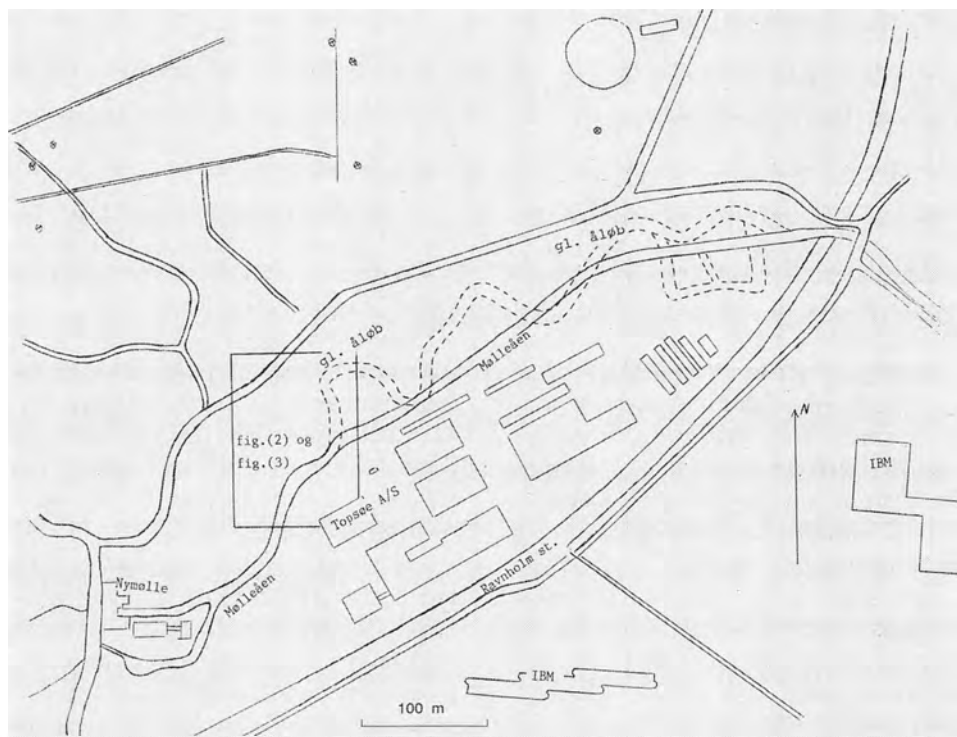 gl. åløb
gl. åløb
Mølleåen
fig.(2) og
fig.(3)
N
IBM
Topsøe A/S
Ravnholm st.
Nymølle
Mølleåen
IBM
100 m